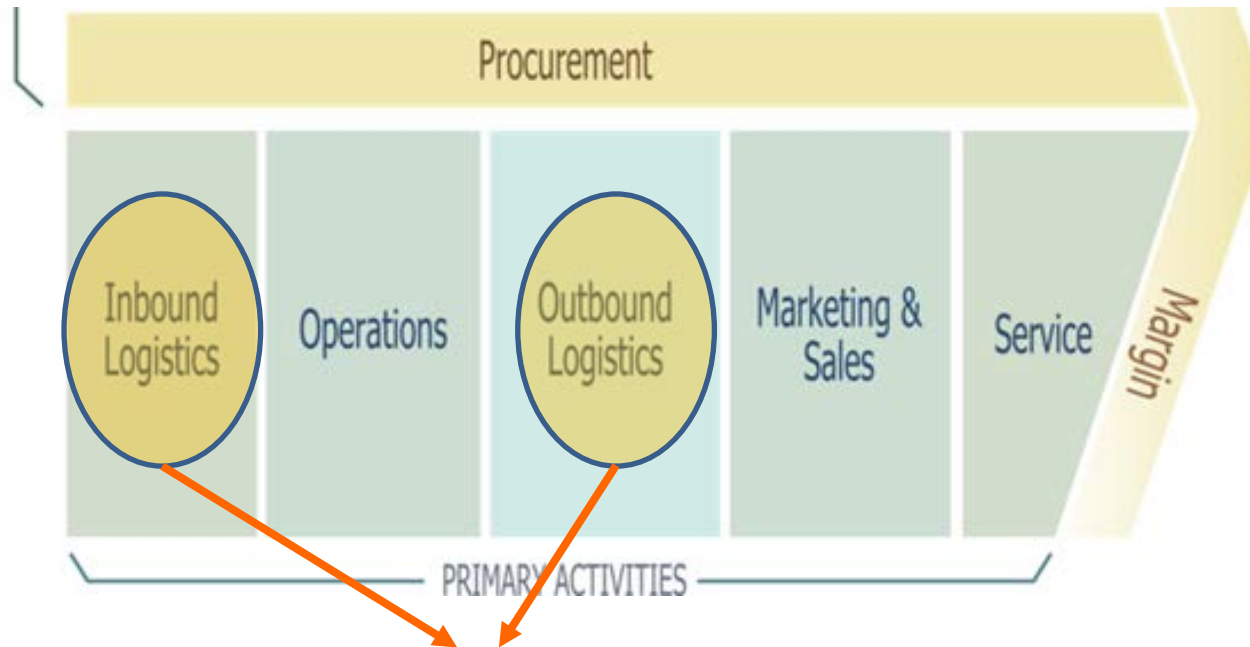 Procurement
Inbound
Logistics
Operations
Outbound
Logistics
Marketing &
Sales
Service
Margin
PRIMARY ACTIVITIES